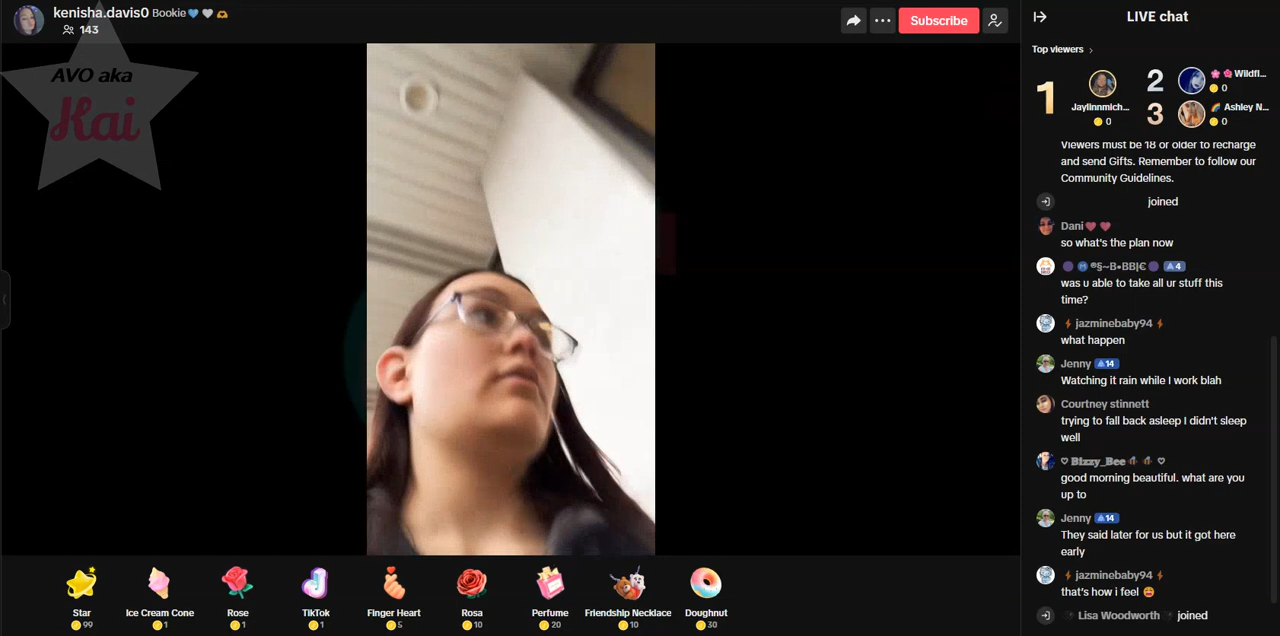 kenisha.davis0 Bookie💙🤍🫶
143
Subscribe
AVO aka
Kai
LIVE chat
Top viewers
1
Jaylinnmich...
0
2
🌸🌺 Wildfl...
0
3
🌈 Ashley N...
0
Viewers must be 18 or older to recharge
and send Gifts. Remember to follow our
Community Guidelines.
joined
Dani
so what's the plan now
®§~B•BB|€ 4
was u able to take all ur stuff this
time?
⚡jazminebaby94⚡
what happen
Jenny 14
Watching it rain while I work blah
Courtney stinnett
trying to fall back asleep I didn't sleep
well
♡ Bizzy_Bee 🐝 🐝 ♡
good morning beautiful. what are you
up to
Jenny 14
They said later for us but it got here
early
⚡jazminebaby94⚡
that's how i feel 😩
Lisa Woodworth joined
Star
99
Ice Cream Cone
1
Rose
1
TikTok
1
Finger Heart
5
Rosa
10
Perfume
20
Friendship Necklace
10
Doughnut
30